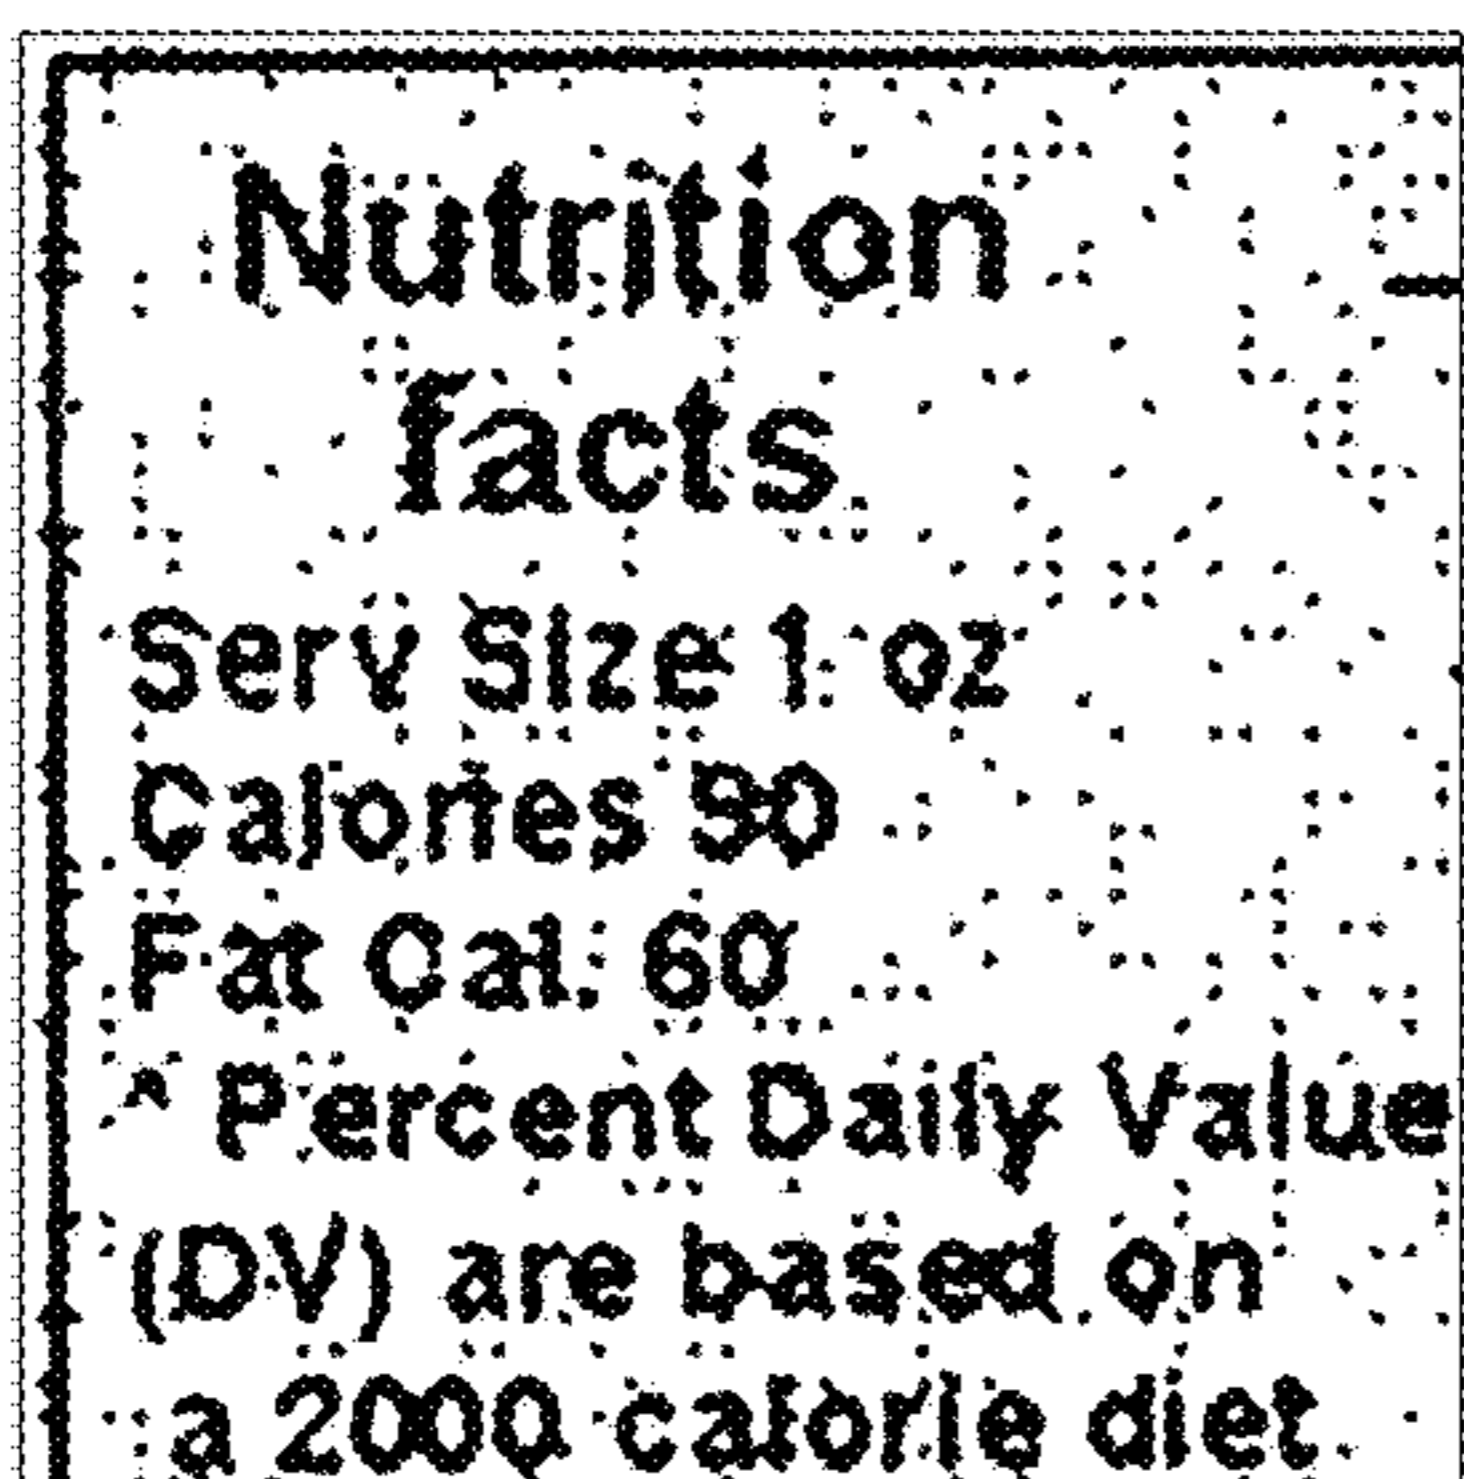 Nutrition
facts
Serv Size 1 oz
Calories 90
Fat Cal. 60
* Percent Daily Value
(DV) are based on
a 2000 calorie diet